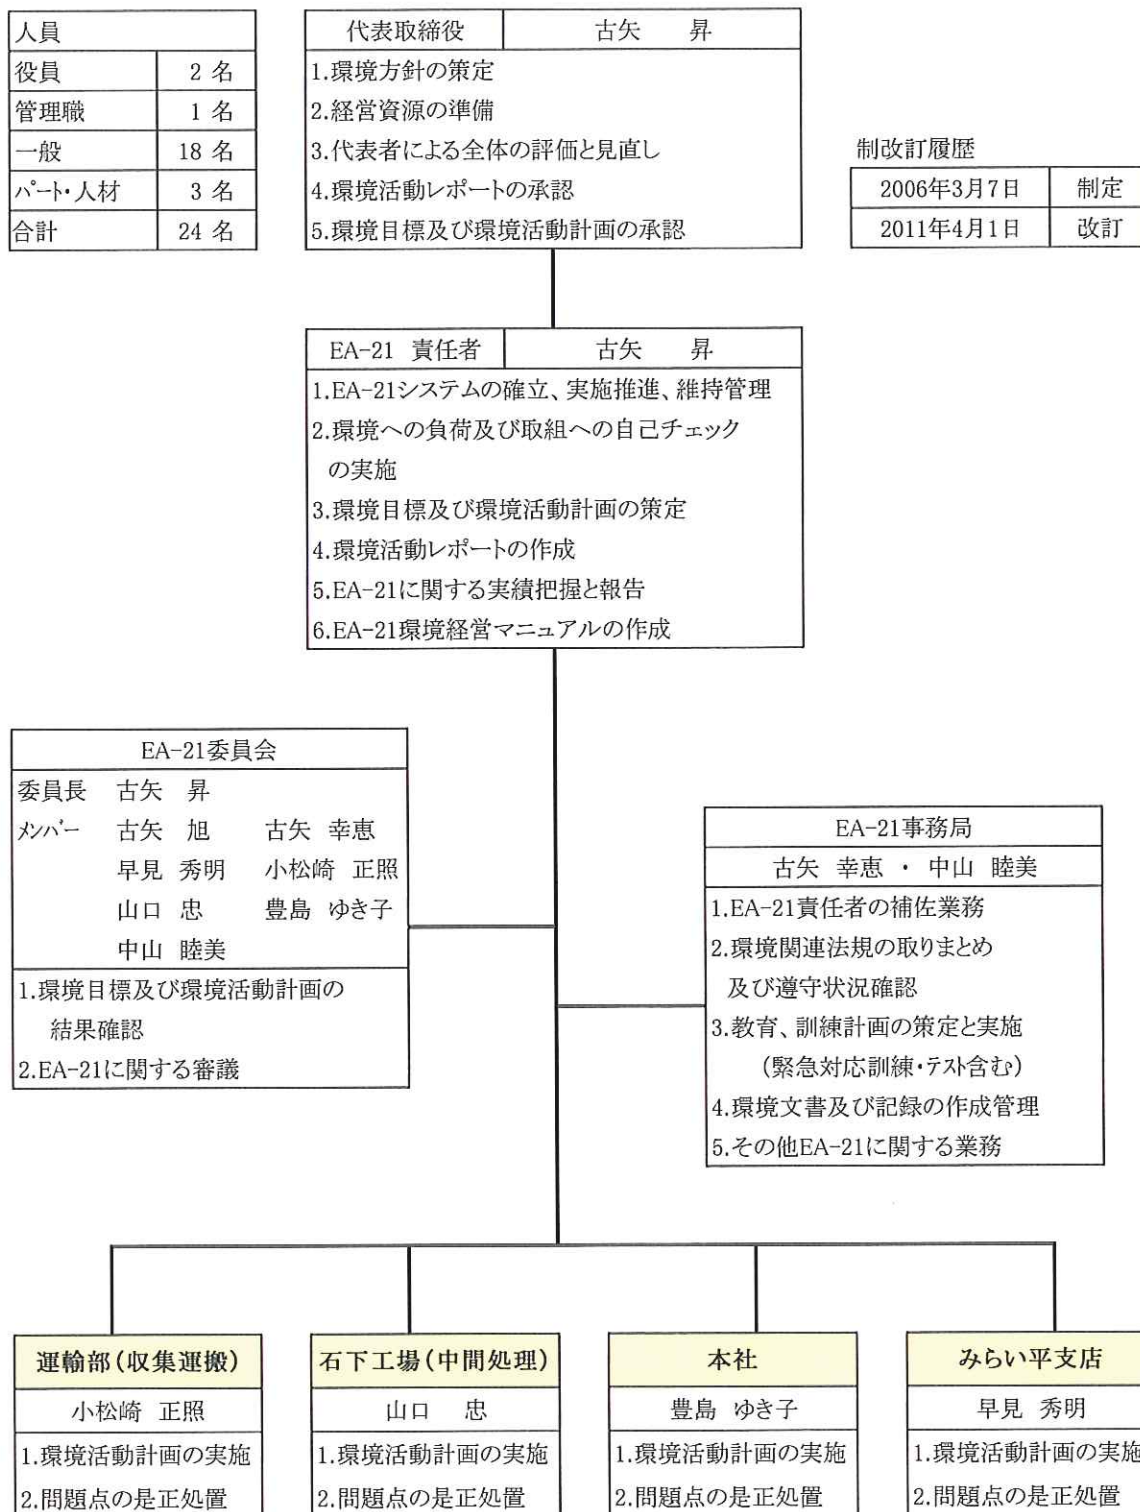 人員
役員 2 名
管理職 1 名
一般 18 名
パート・人材 3 名
合計 24 名
代表取締役 古石 昇
1.環境方針の策定
2.経営資源の準備
3.代表者による全体の評価と見直し
4.環境活動レポートの承認
5.環境目標及び環境活動計画の承認
制改訂履歴
2006年3月7日 制定
2011年4月1日 改訂
EA-21 責任者 古矢 昇
1.EA-21システムの確立、実施推進、維持管理
2.環境への負荷及び取組への自己チェック
の実施
3.環境目標及び環境活動計画の策定
4.環境活動レポートの作成
5.EA-21に関する実績把握と報告
6.EA-21環境経営マニュアルの作成
EA-21委員会
委員長 古矢 昇
メンバー 古矢 旭 古矢 幸恵
早見 秀明 小松崎 正照
山口 忠 豊島 ゆき子
中山 睦美
1.環境目標及び環境活動計画の
結果確認
2.EA-21に関する審議
EA-21事務局
古矢 幸恵 ・ 中山 睦美
1.EA-21責任者の補佐業務
2.環境関連法規の取りまとめ
及び遵守状況確認
3.教育、訓練計画の策定と実施
(緊急対応訓練・テスト含む)
4.環境文書及び記録の作成管理
5.その他EA-21に関する業務
運輸部(収集運搬)
小松崎 正照
1.環境活動計画の実施
2.問題点の是正処置
石下工場(中間処理)
山口 忠
1.環境活動計画の実施
2.問題点の是正処置
本社
豊島 ゆき子
1.環境活動計画の実施
2.問題点の是正処置
みらい平支店
早見 秀明
1.環境活動計画の実施
2.問題点の是正処置